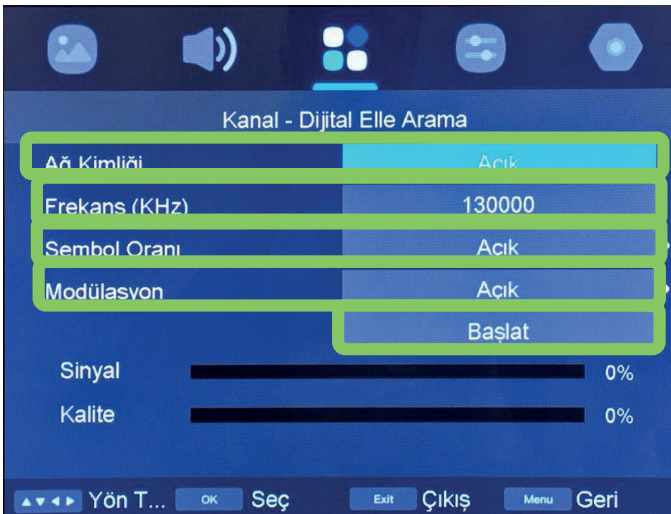 Kanal - Dijital Elle Arama
Ağ Kimliği Açık
Frekans (KHz) 130000
Sembol Oranı Açık
Modülasyon Açık
Başlat
Sinyal 0%
Kalite 0%
▲▼◄► Yön T... OK Seç Exit Çıkış Menu Geri